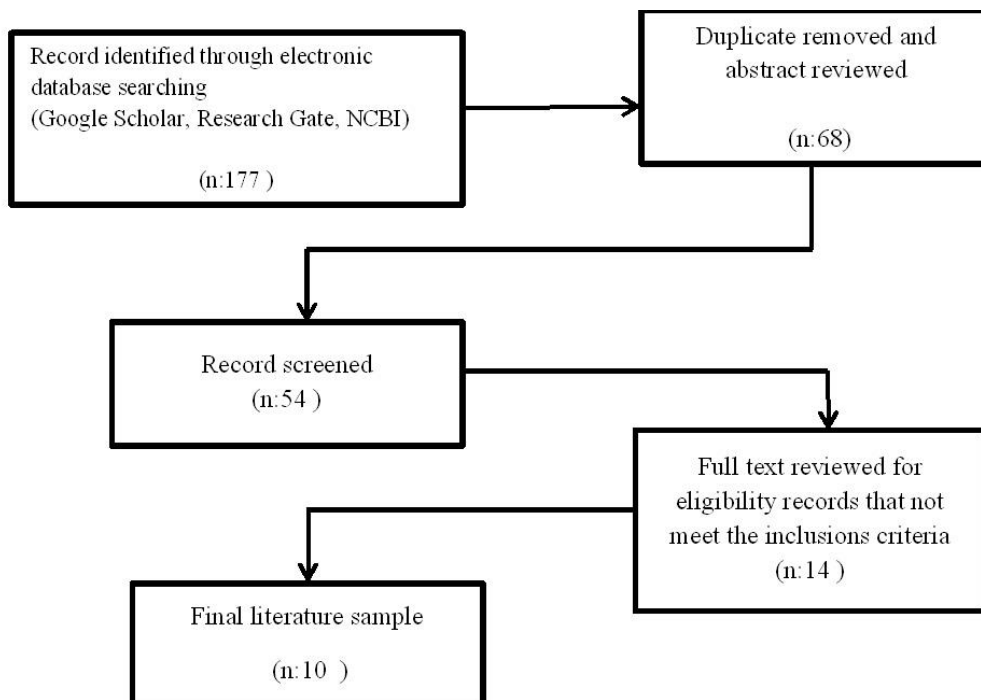 Record identified through electronic
database searching
(Google Scholar, Research Gate, NCBI)
(n:177 )
Duplicate removed and
abstract reviewed
(n:68)
Record screened
(n:54 )
Full text reviewed for
eligibility records that not
meet the inclusions criteria
(n:14 )
Final literature sample
(n:10  )